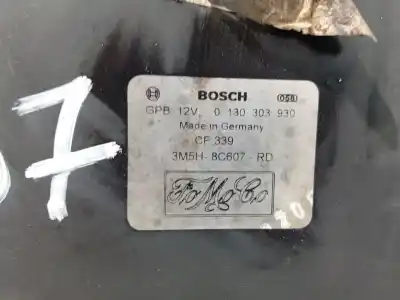 BOSCH
GPB 12V 0 130 303 930
Made in Germany
CF 339
3M5H- 8C607 -RD
FoMoCo
7